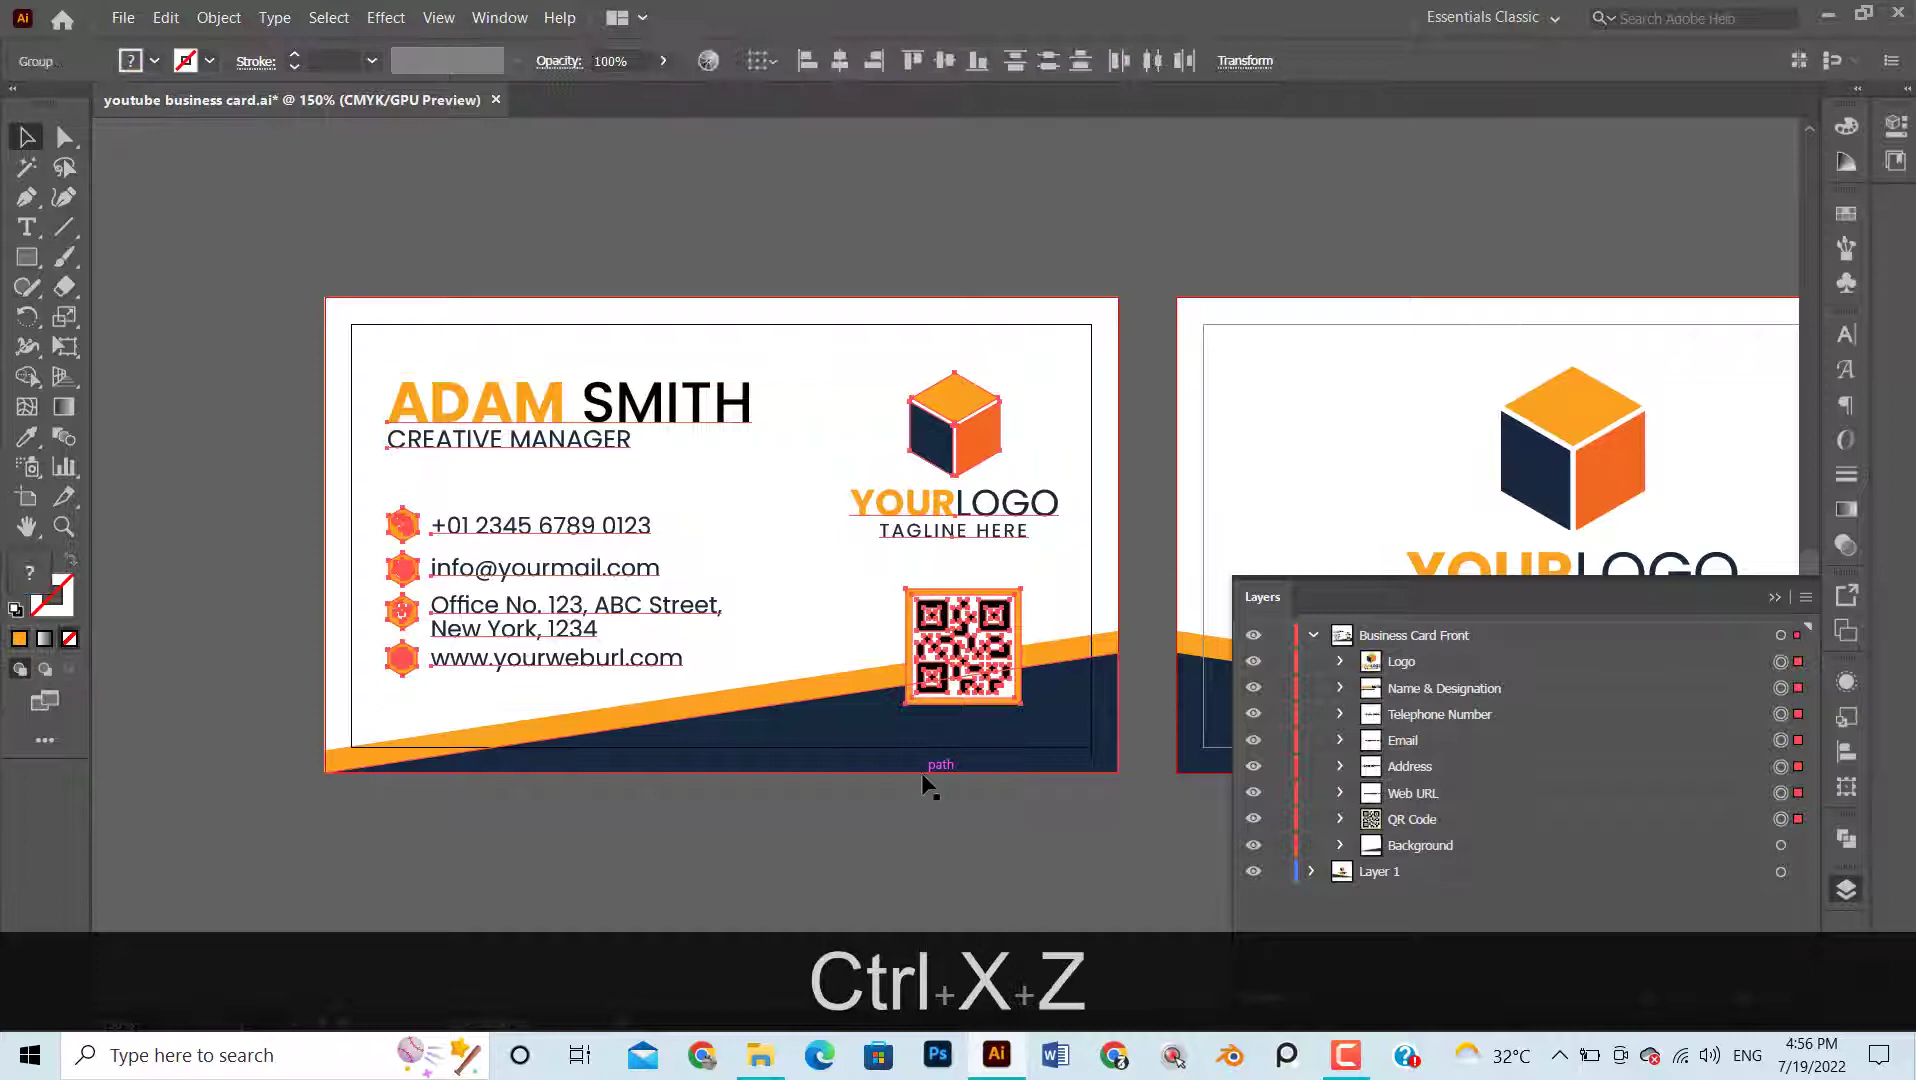 Ai File Edit Object Type Select Effect View Window Help Essentials Classic Search Adobe Help
Group Stroke: Opacity: 100% Transform
youtube business card.ai* @ 150% (CMYK/GPU Preview)
ADAM SMITH
CREATIVE MANAGER
+01 2345 6789 0123
info@yourmail.com
Office No. 123, ABC Street,
New York, 1234
www.yourweburl.com
YOURLOGO
TAGLINE HERE
path
YOURLOGO
Layers
Business Card Front
Logo
Name & Designation
Telephone Number
Email
Address
Web URL
QR Code
Background
Layer 1
Ctrl+X+Z
Type here to search
Ps Ai
32°C ENG
4:56 PM
7/19/2022